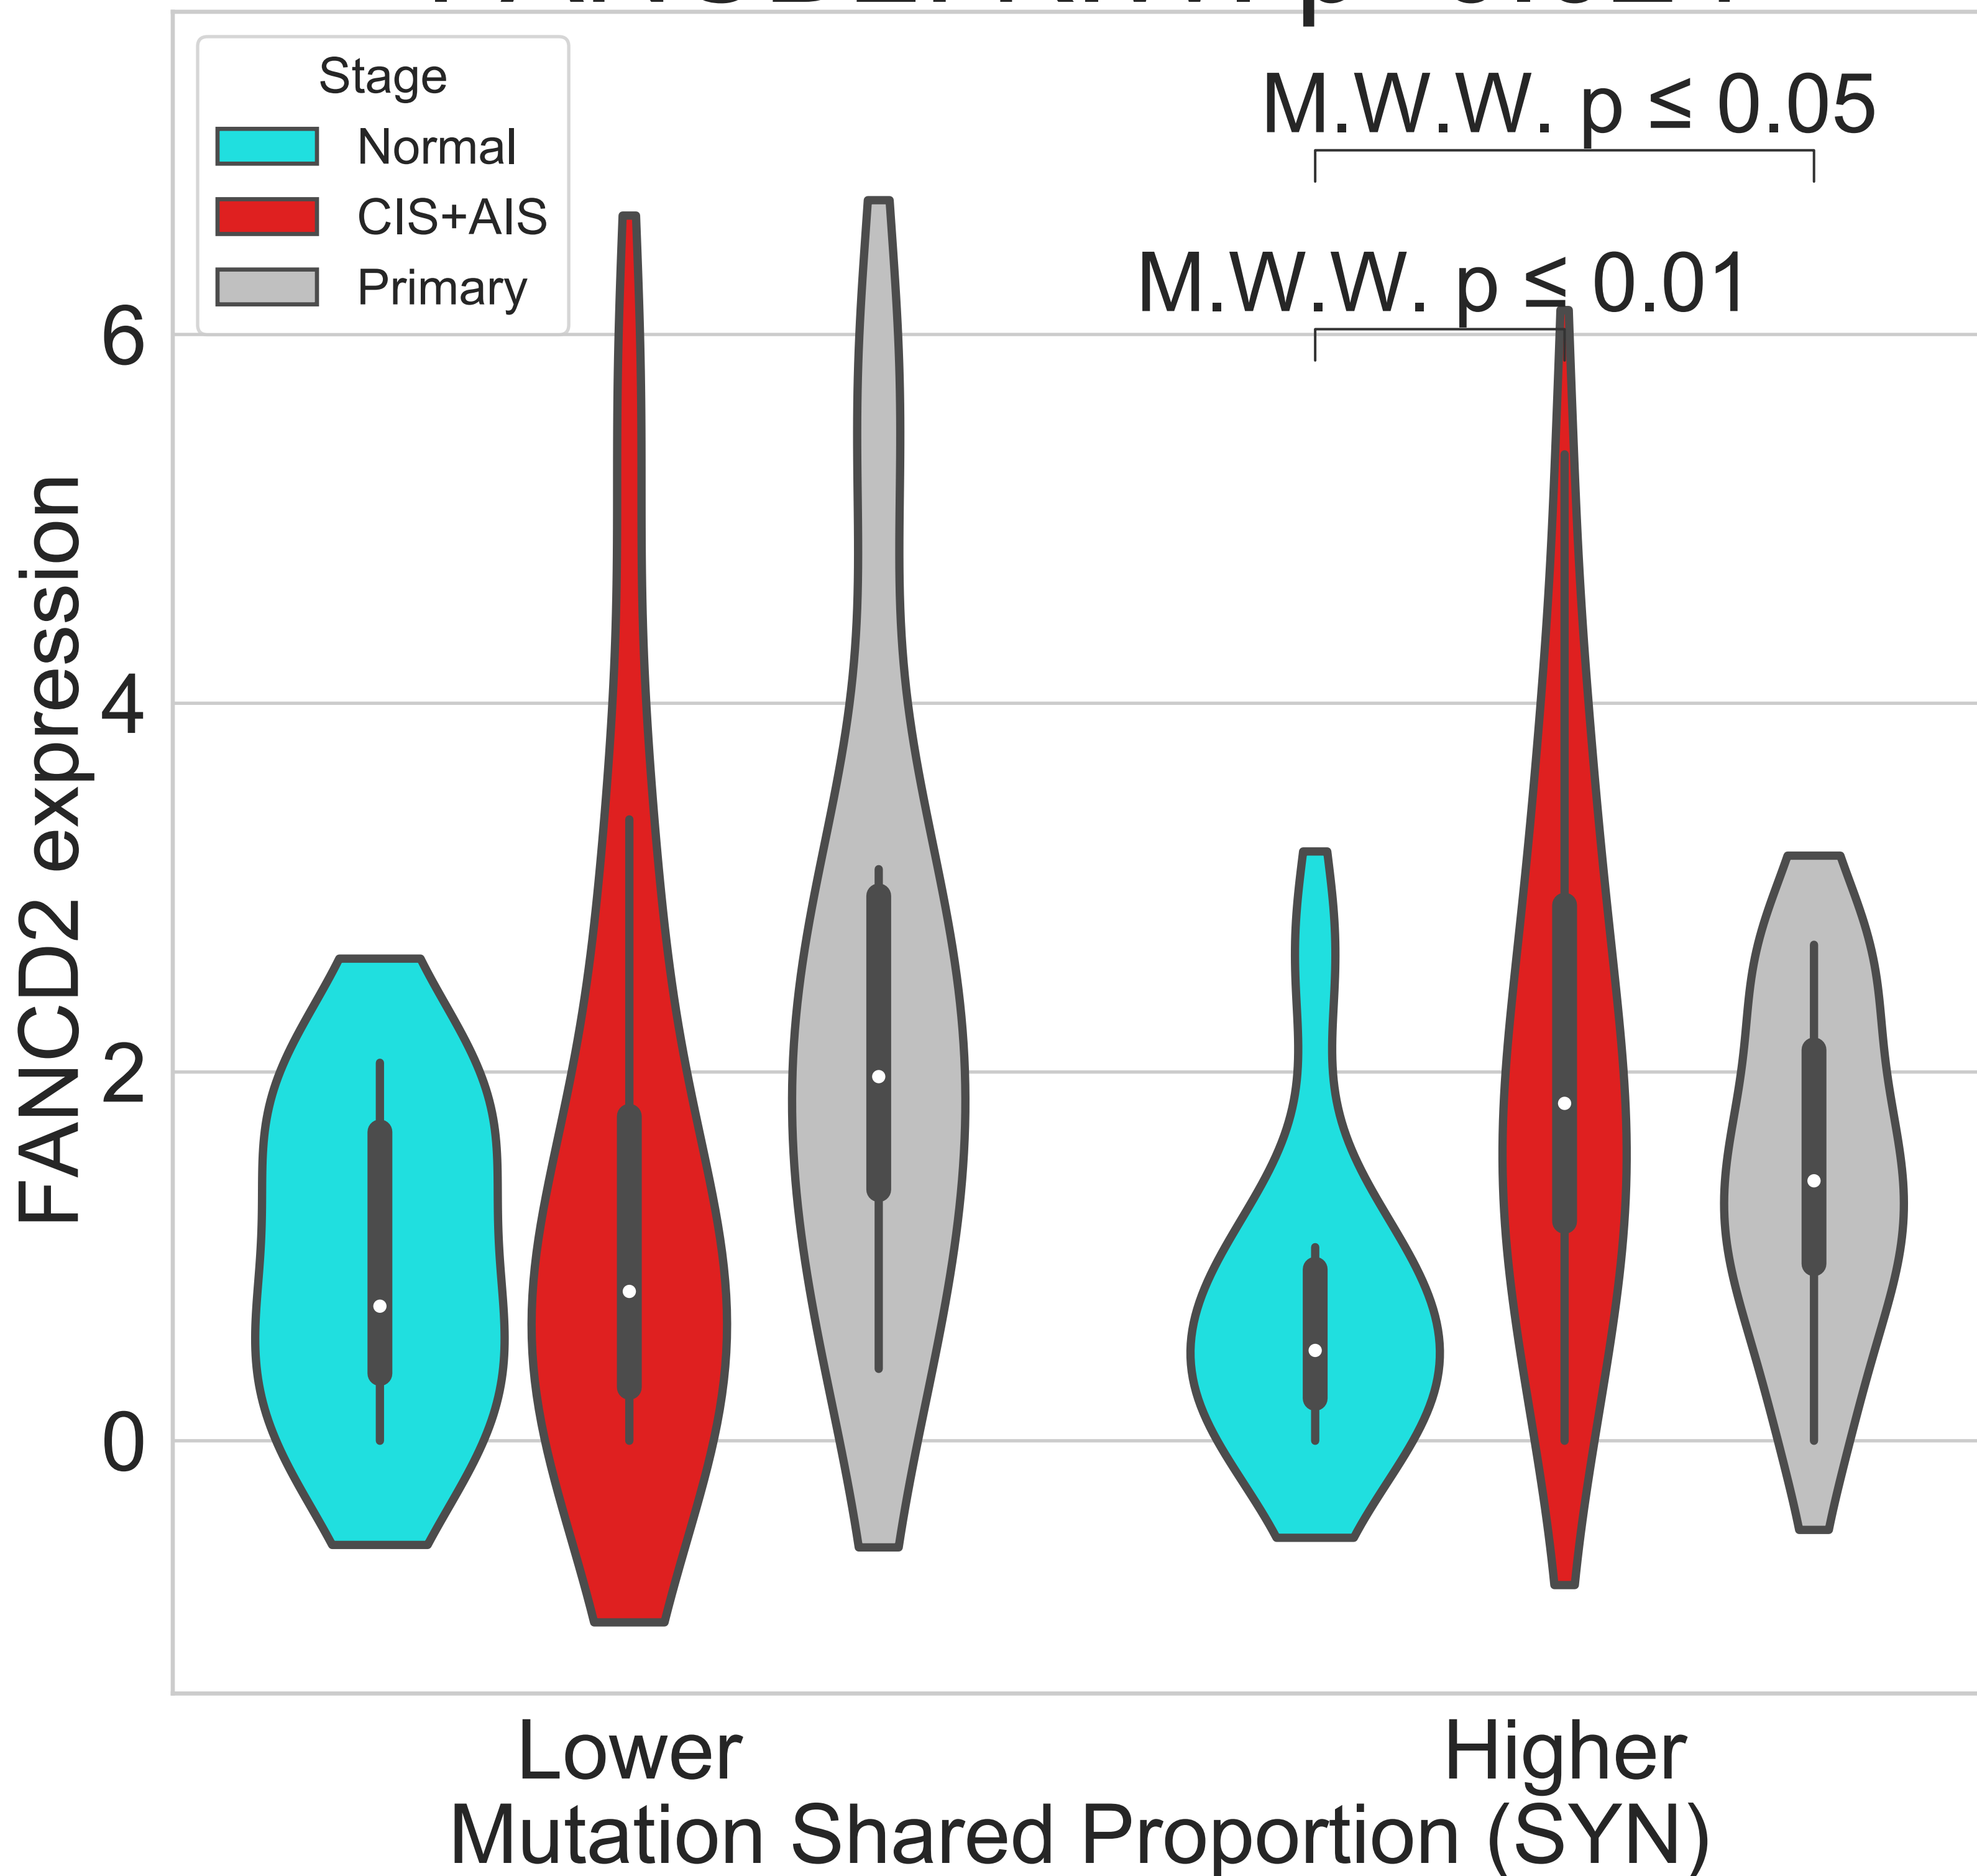 Stage
Normal
CIS+AIS
Primary
M.W.W. p ≤ 0.05
M.W.W. p ≤ 0.01
6
4
2
0
FANCD2 expression
Lower
Higher
Mutation Shared Proportion (SYN)